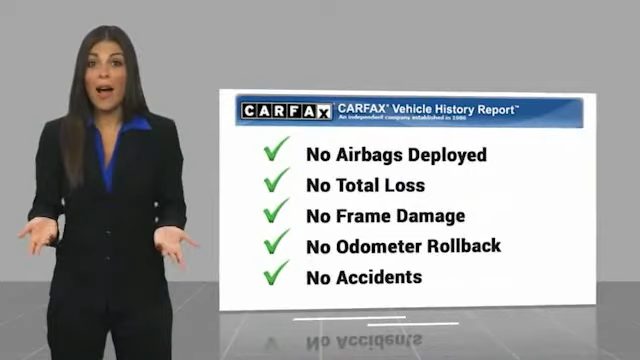 CARFAX CARFAX® Vehicle History Report™
An independent company established in 1986
No Airbags Deployed
No Total Loss
No Frame Damage
No Odometer Rollback
No Accidents